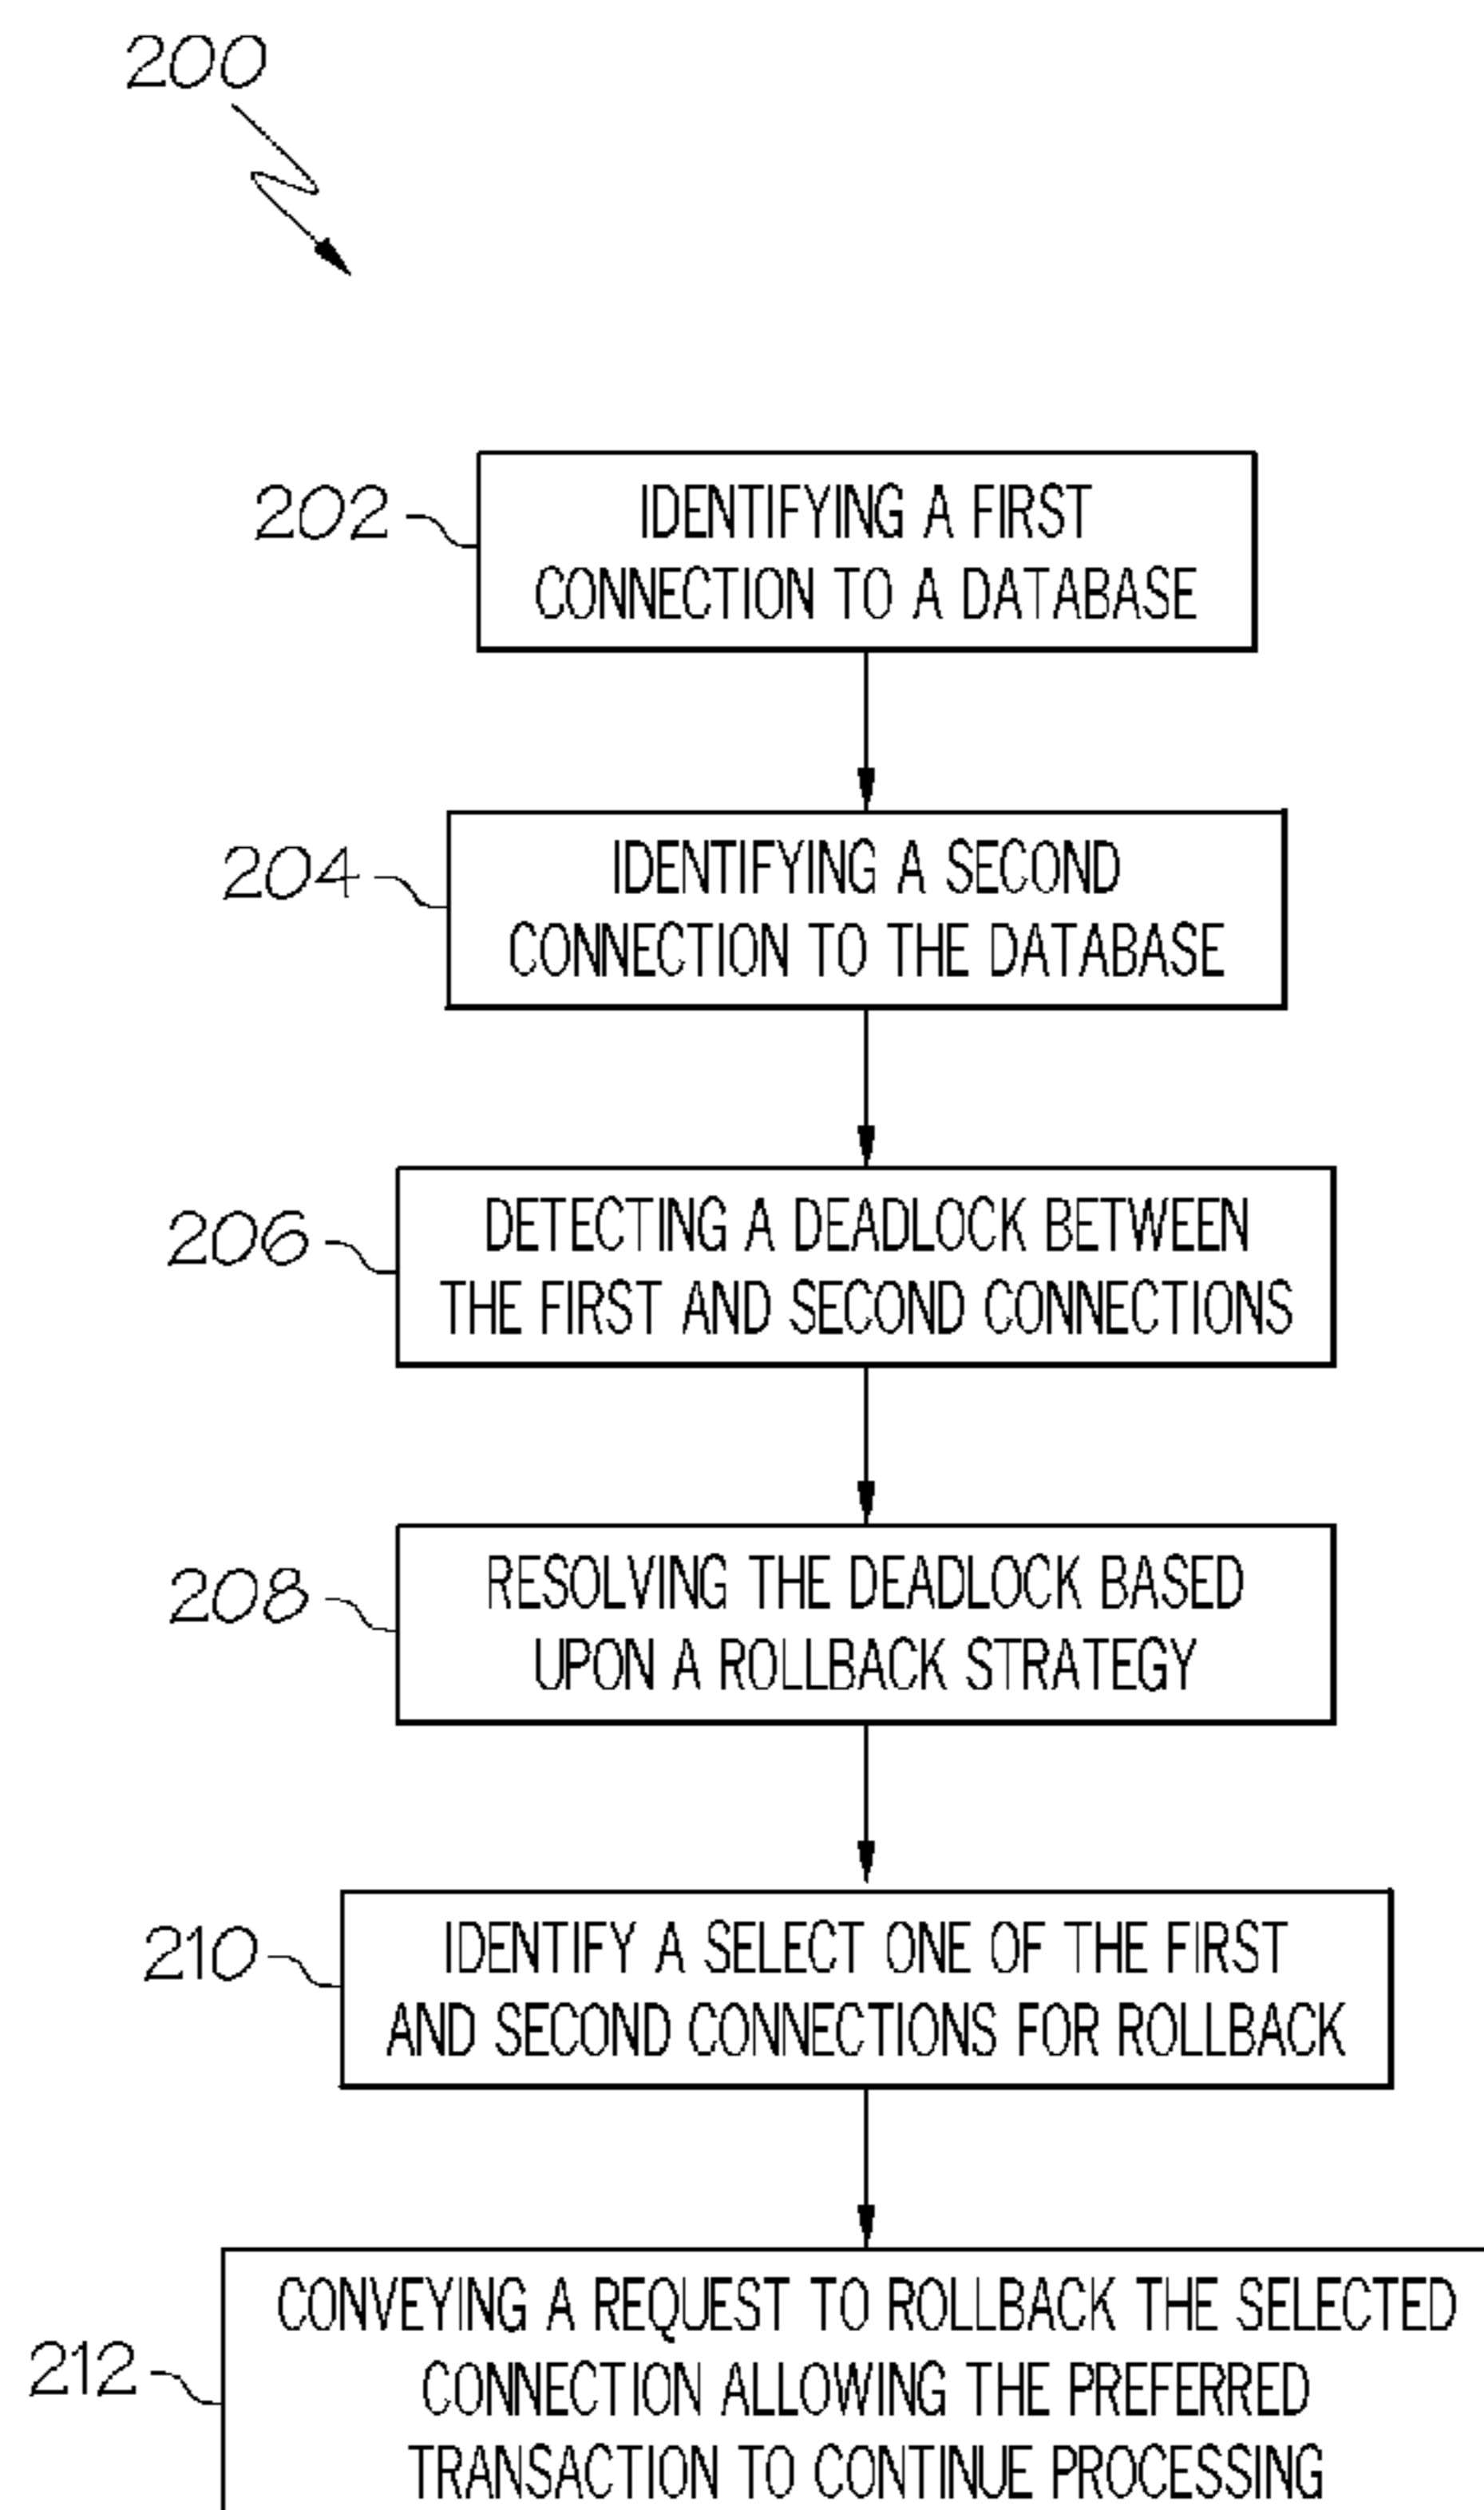 200
202
IDENTIFYING A FIRST
CONNECTION TO A DATABASE
204
IDENTIFYING A SECOND
CONNECTION TO THE DATABASE
206
DETECTING A DEADLOCK BETWEEN
THE FIRST AND SECOND CONNECTIONS
208
RESOLVING THE DEADLOCK BASED
UPON A ROLLBACK STRATEGY
210
IDENTIFY A SELECT ONE OF THE FIRST
AND SECOND CONNECTIONS FOR ROLLBACK
212
CONVEYING A REQUEST TO ROLLBACK THE SELECTED
CONNECTION ALLOWING THE PREFERRED
TRANSACTION TO CONTINUE PROCESSING